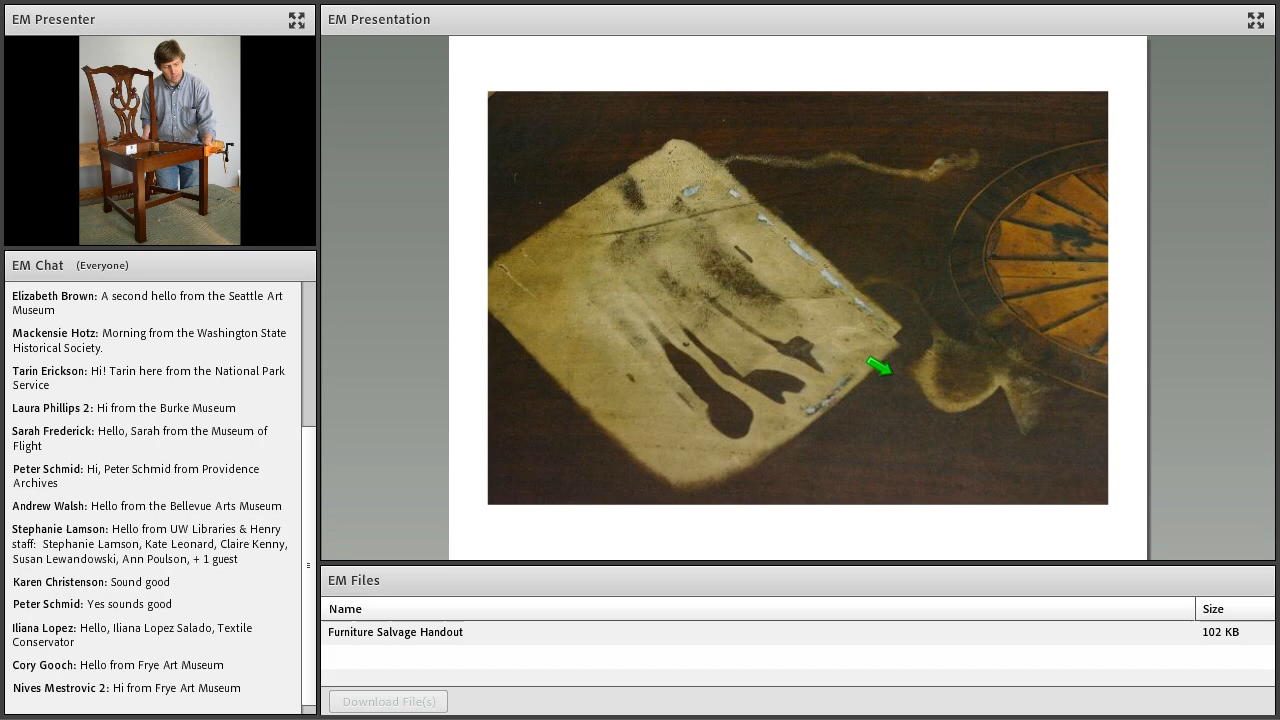 EM Presenter
EM Chat (Everyone)
Elizabeth Brown: A second hello from the Seattle Art
Museum
Mackensie Hotz: Morning from the Washington State
Historical Society.
Tarin Erickson: Hi! Tarin here from the National Park
Service
Laura Phillips 2: Hi from the Burke Museum
Sarah Frederick: Hello, Sarah from the Museum of
Flight
Peter Schmid: Hi, Peter Schmid from Providence
Archives
Andrew Walsh: Hello from the Bellevue Arts Museum
Stephanie Lamson: Hello from UW Libraries & Henry
staff: Stephanie Lamson, Kate Leonard, Claire Kenny,
Susan Lewandowski, Ann Poulson, + 1 guest
Karen Christenson: Sound good
Peter Schmid: Yes sounds good
Iliana Lopez: Hello, Iliana Lopez Salado, Textile
Conservator
Cory Gooch: Hello from Frye Art Museum
Nives Mestrovic 2: Hi from Frye Art Museum
EM Presentation
EM Files
Name Size
Furniture Salvage Handout 102 KB
Download File(s)